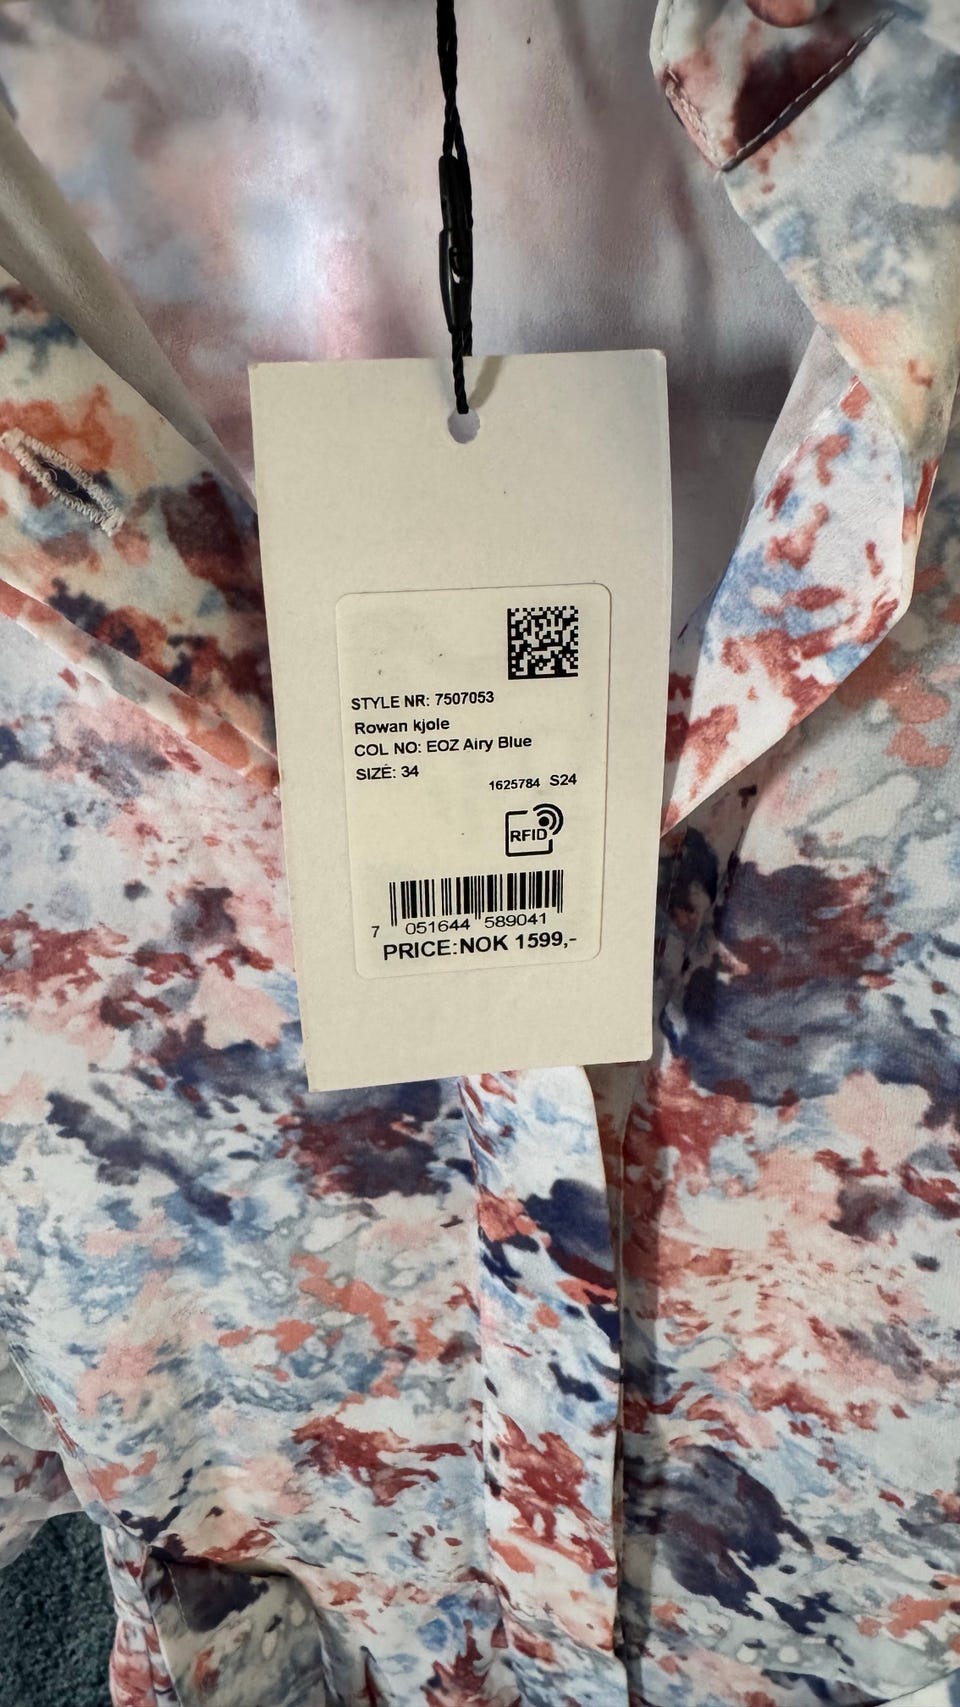 STYLE NR: 7507053
Rowan kjole
COL NO: EOZ Airy Blue
SIZE: 34
1625784 S24
RFID
7 051644 589041
PRICE:NOK 1599,-